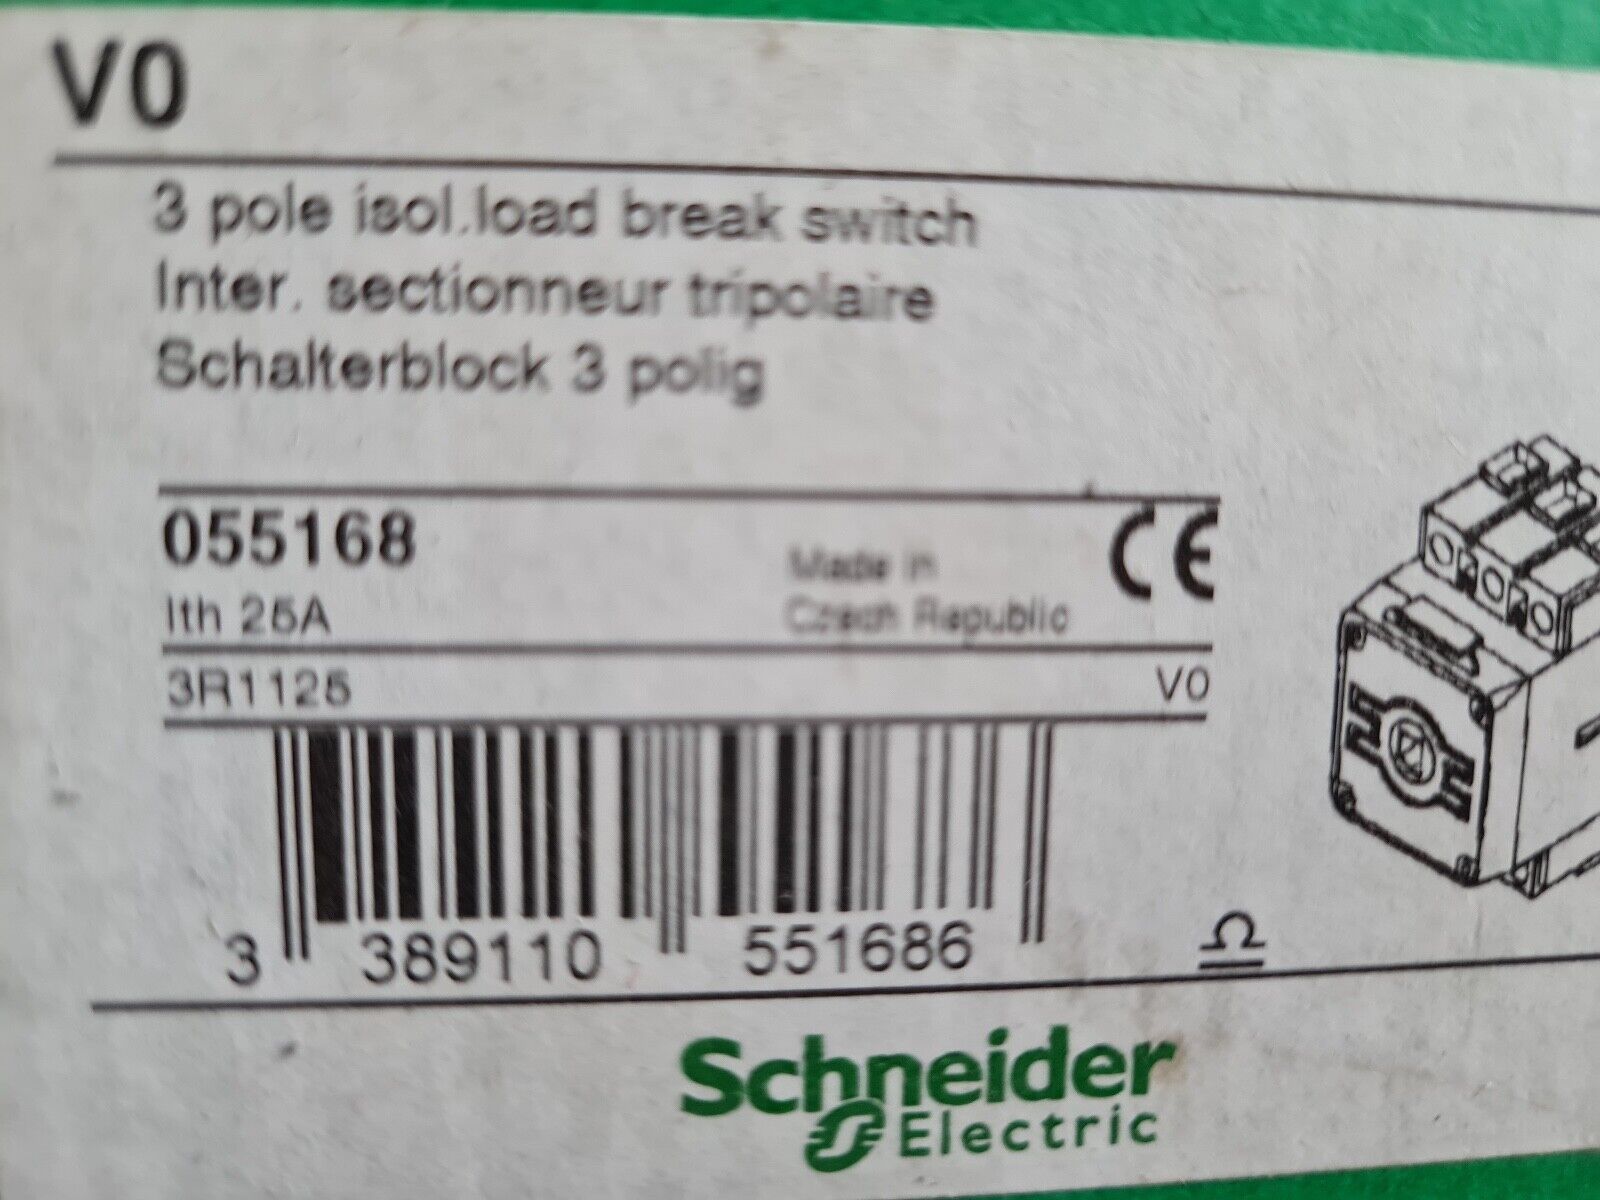 V0
3 pole isol.load break switch
Inter. sectionneur tripolaire
Schalterblock 3 polig
055168
Made in
CE
Ith 25A
Czech Republic
3R1125
V0
3 389110 551686
Schneider
Electric